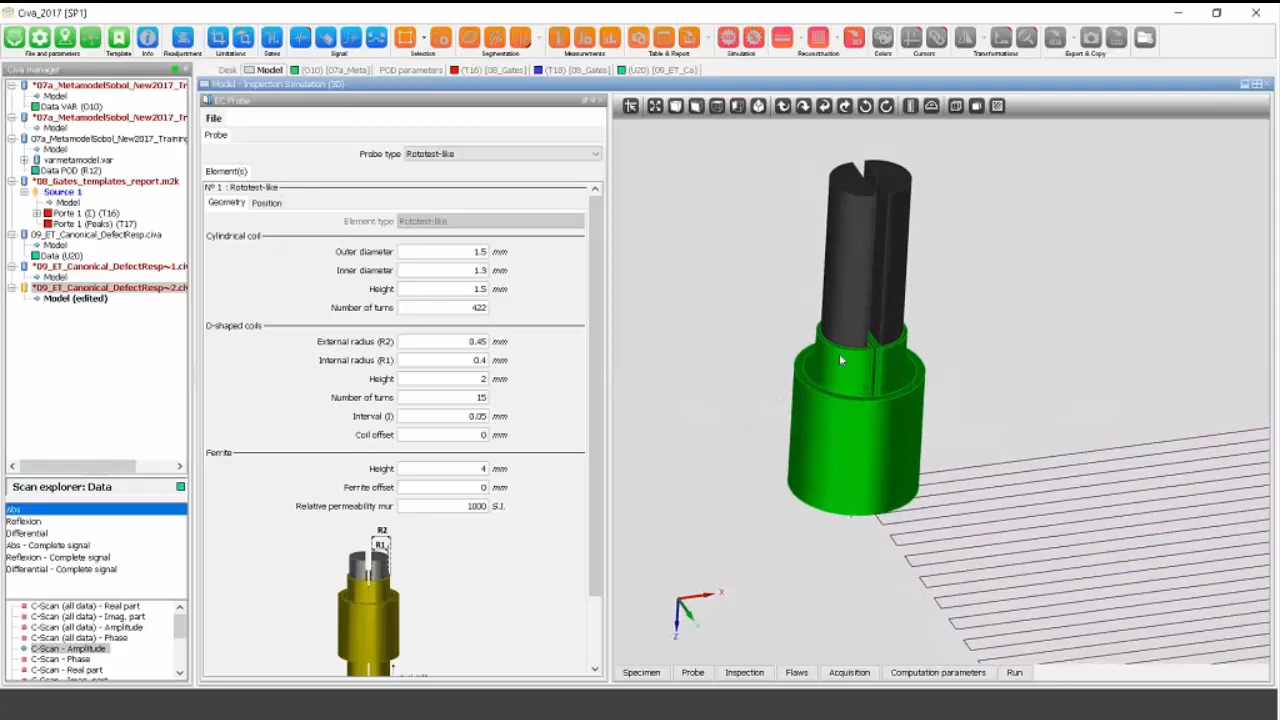 Civa_2017 [SP1]
File and parameters Template Info Readjustment Limitations Gates Signal Selection Segmentation Measurements Table & Report Simulation Reconstruction Colors Cursors Transformations Export & Copy
Civa manager
Desk Model (O10) [07a_Meta] POD parameters (T16) [08_Gates] (T18) [08_Gates] (U20) [09_ET_Ca]
*07a_MetamodelSobol_New2017_Tr
Model
Data VAR (O10)
*07a_MetamodelSobol_New2017_Tr
Model
07a_MetamodelSobol_New2017_Training
Model
varmetamodel.var
Data POD (R12)
*08_Gates_templates_report.m2k
Source 1
Model
Porte 1 (Σ) (T16)
Porte 1 (Peaks) (T17)
09_ET_Canonical_DefectResp.civa
Model
Data (U20)
*09_ET_Canonical_DefectResp~1.civ
Model
*09_ET_Canonical_DefectResp~2.civ
Model (edited)
Scan explorer: Data
Abs
Reflexion
Differential
Abs - Complete signal
Reflexion - Complete signal
Differential - Complete signal
C-Scan (all data) - Real part
C-Scan (all data) - Imag. part
C-Scan (all data) - Amplitude
C-Scan (all data) - Phase
C-Scan - Amplitude
C-Scan - Phase
C-Scan - Real part
C-Scan - Imag. part
Model - Inspection Simulation (3D)
EC Probe
File
Probe
Probe type Rototest-like
Element(s)
N° 1 : Rototest-like
Geometry Position
Element type Rototest-like
Cylindrical coil
Outer diameter 1.5 mm
Inner diameter 1.3 mm
Height 1.5 mm
Number of turns 422
D-shaped coils
External radius (R2) 0.45 mm
Internal radius (R1) 0.4 mm
Height 2 mm
Number of turns 15
Interval (I) 0.05 mm
Coil offset 0 mm
Ferrite
Height 4 mm
Ferrite offset 0 mm
Relative permeability mur 1000 S.I.
R2
R1
X
Y
Z
Specimen Probe Inspection Flaws Acquisition Computation parameters Run